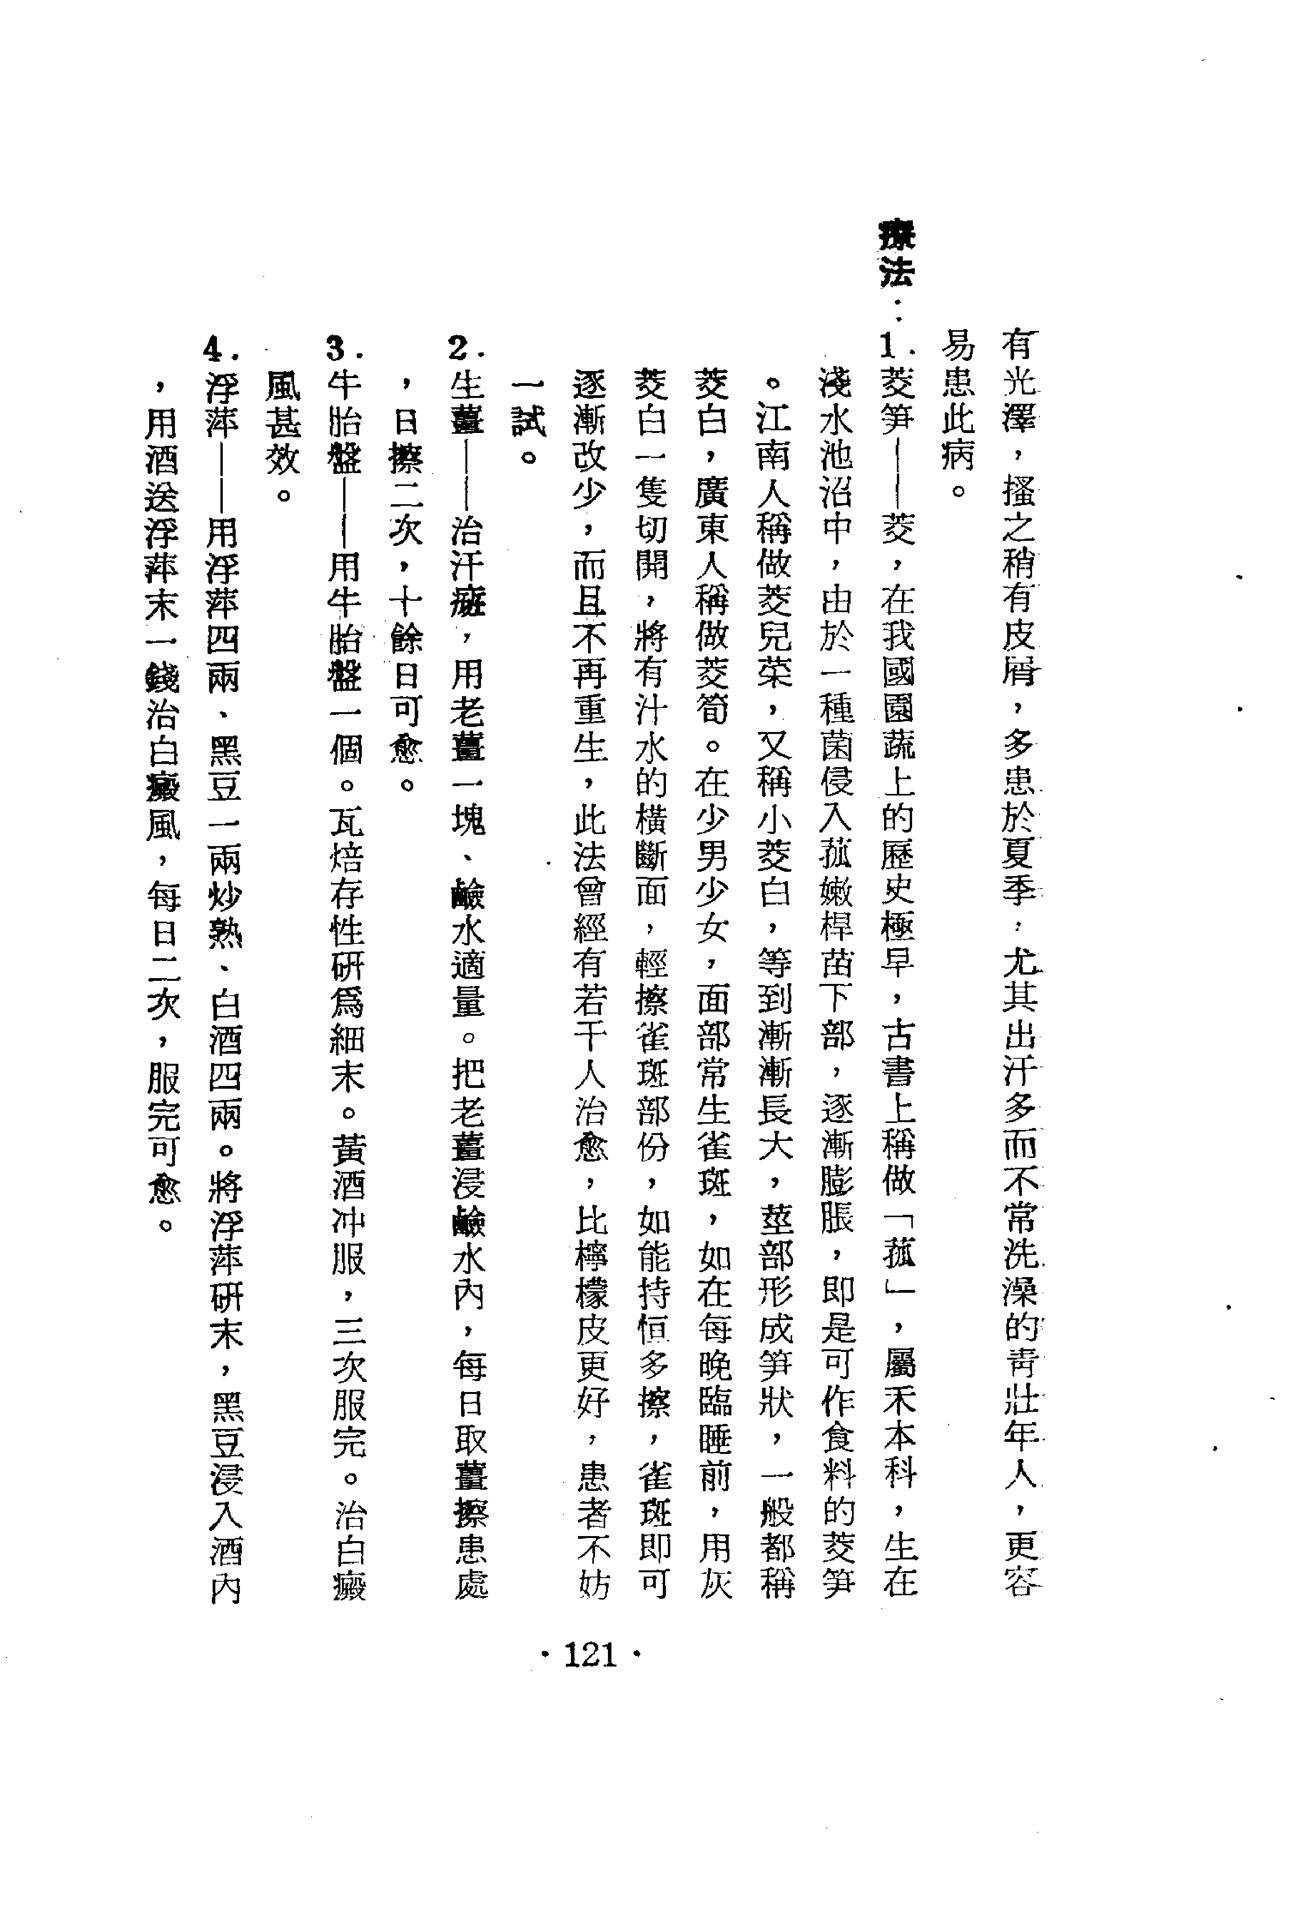 有光澤，搔之稍有皮屑，多患於夏季，尤其出汗多而不常洗澡的青壯年人，更容
易患此病。
療法：1.茭笋——茭，在我國園蔬上的歷史極早，古書上稱做「菰」，屬禾本科，生在
淺水池沼中，由於一種菌侵入菰嫩桿苗下部，逐漸膨脹，即是可作食料的茭笋
。江南人稱做茭兒菜，又稱小茭白，等到漸漸長大，莖部形成笋狀，一般都稱
茭白，廣東人稱做茭筍。在少男少女，面部常生雀斑，如在每晚臨睡前，用灰
茭白一隻切開，將有汁水的橫斷面，輕擦雀斑部份，如能持恒多擦，雀斑即可
逐漸改少，而且不再重生，此法曾經有若干人治愈，比檸檬皮更好，患者不妨
一試。
2.生薑——治汗癍，用老薑一塊、鹼水適量。把老薑浸鹼水內，每日取薑擦患處
，日擦二次，十餘日可愈。
3.牛胎盤——用牛胎盤一個。瓦焙存性研爲細末。黃酒冲服，三次服完。治白癜
風甚效。
4.浮萍——用浮萍四兩、黑豆一兩炒熟、白酒四兩。將浮萍研末，黑豆浸入酒內
，用酒送浮萍末一錢治白癜風，每日二次，服完可愈。
·121·